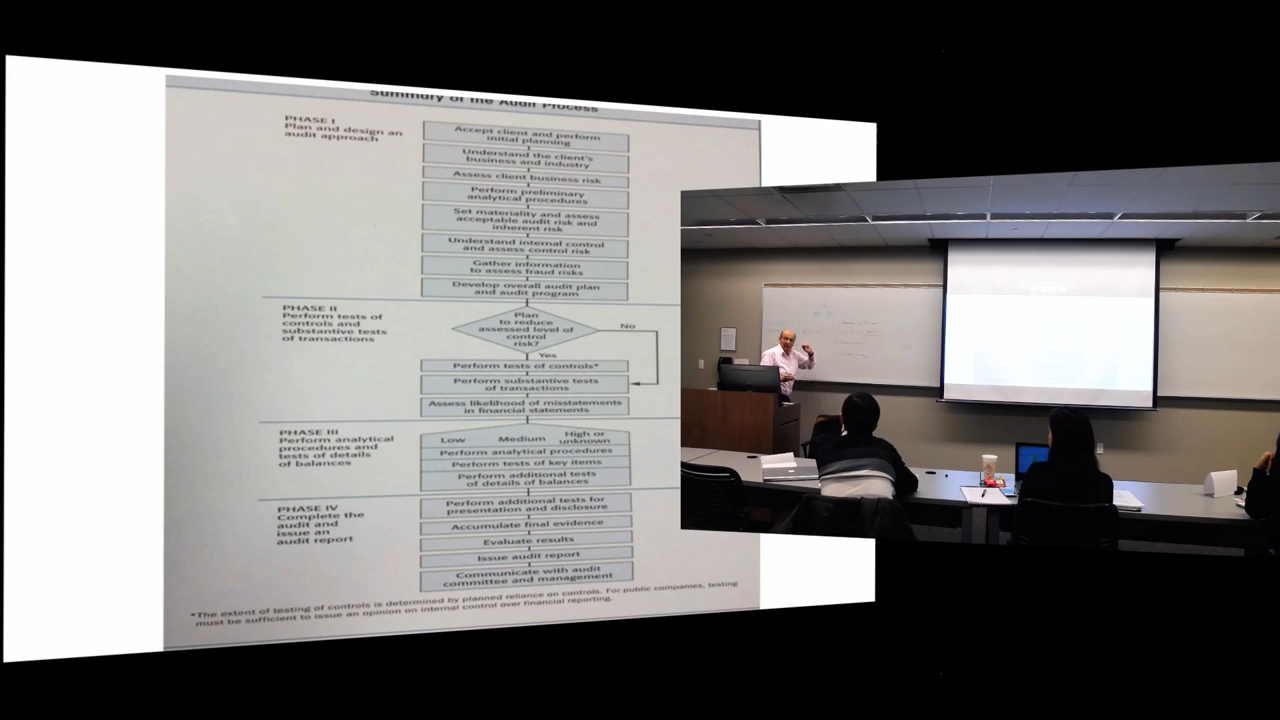 Summary of the Audit Process
PHASE I
Plan and design an
audit approach
Accept client and perform
initial planning
Understand the client's
business and industry
Assess client business risk
Perform preliminary
analytical procedures
Set materiality and assess
acceptable audit risk and
inherent risk
Understand internal control
and assess control risk
Gather information
to assess fraud risks
Develop overall audit plan
and audit program
PHASE II
Perform tests of
controls and
substantive tests
of transactions
Plan
to reduce
assessed level of
control
risk?
No
Yes
Perform tests of controls*
Perform substantive tests
of transactions
Assess likelihood of misstatements
in financial statements
PHASE III
Perform analytical
procedures and
tests of details
of balances
Low Medium High or
unknown
Perform analytical procedures
Perform tests of key items
Perform additional tests
of details of balances
PHASE IV
Complete the
audit and
issue an
audit report
Perform additional tests for
presentation and disclosure
Accumulate final evidence
Evaluate results
Issue audit report
Communicate with audit
committee and management
*The extent of testing of controls is determined by planned reliance on controls. For public companies, testing
must be sufficient to issue an opinion on internal control over financial reporting.